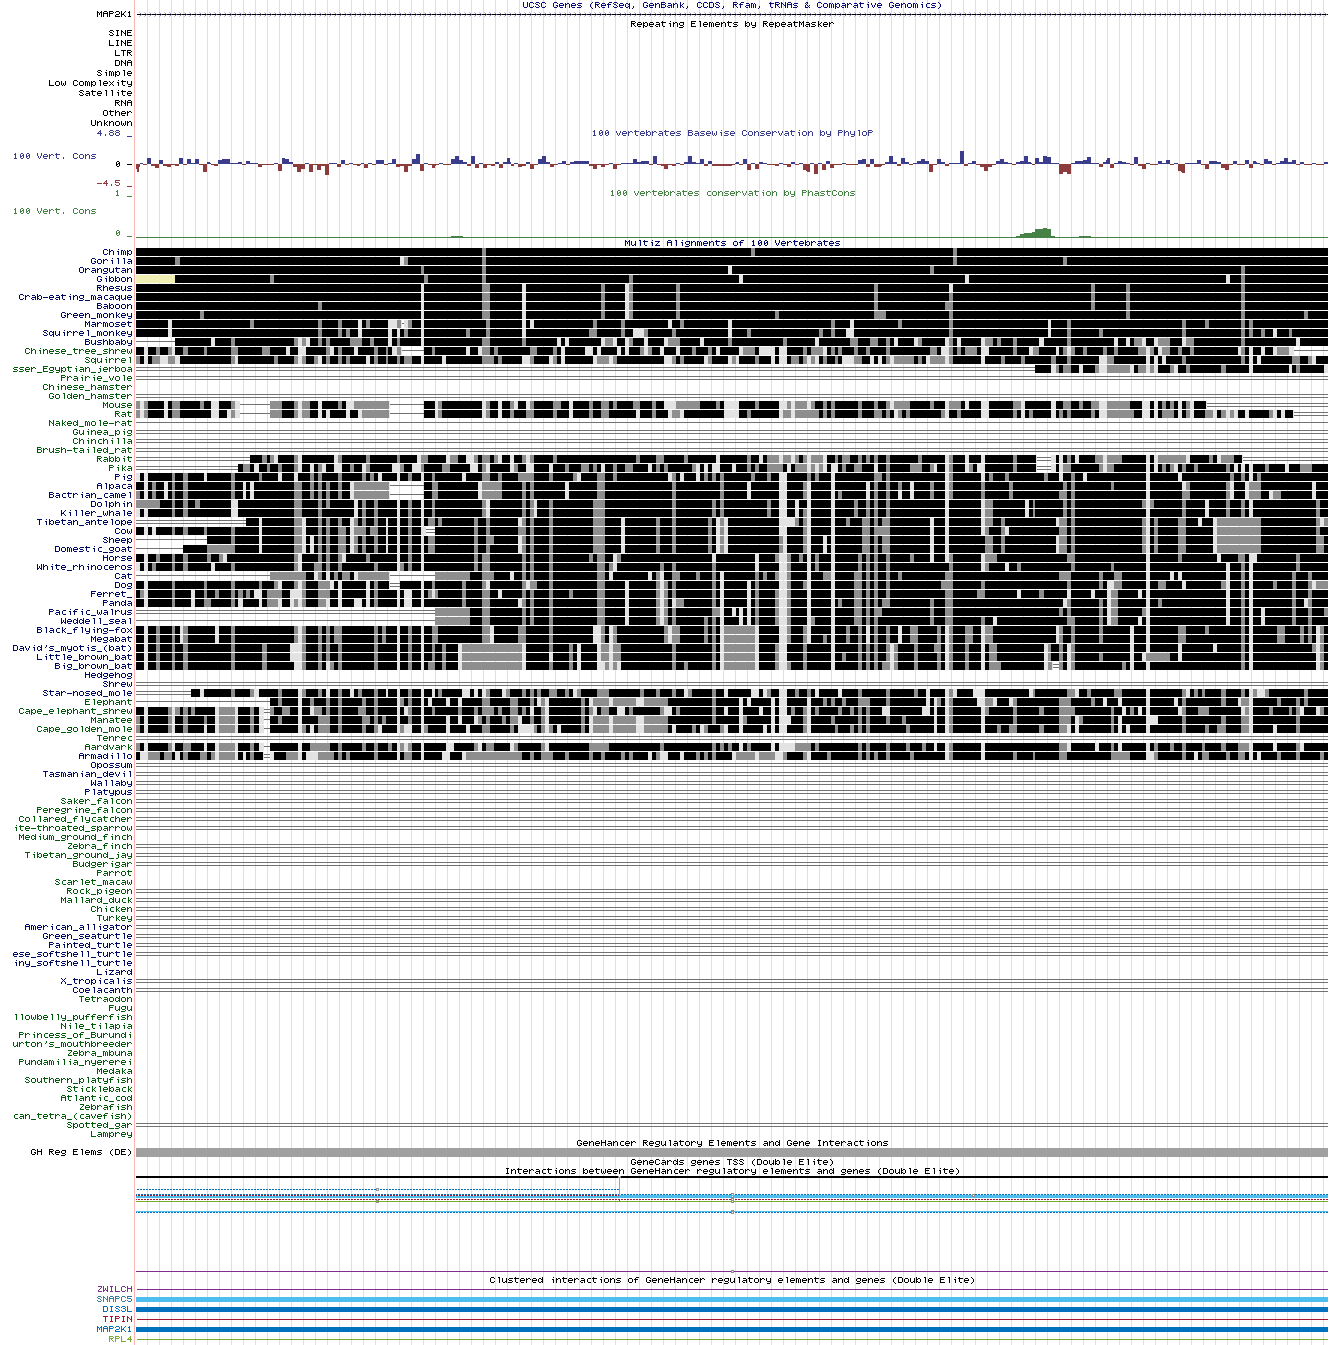 UCSC Genes (RefSeq, GenBank, CCDS, Rfam, tRNAs & Comparative Genomics)
MAP2K1
Repeating Elements by RepeatMasker
SINE
LINE
LTR
DNA
Simple
Low Complexity
Satellite
RNA
Other
Unknown
4.88 _
100 vertebrates Basewise Conservation by PhyloP
100 Vert. Cons
0 _
-4.5 _
1 _
100 vertebrates conservation by PhastCons
100 Vert. Cons
0 _
Multiz Alignments of 100 Vertebrates
Chimp
Gorilla
Orangutan
Gibbon
Rhesus
Crab-eating_macaque
Baboon
Green_monkey
Marmoset
Squirrel_monkey
Bushbaby
Chinese_tree_shrew
Squirrel
sser_Egyptian_jerboa
Prairie_vole
Chinese_hamster
Golden_hamster
Mouse
Rat
Naked_mole-rat
Guinea_pig
Chinchilla
Brush-tailed_rat
Rabbit
Pika
Pig
Alpaca
Bactrian_camel
Dolphin
Killer_whale
Tibetan_antelope
Cow
Sheep
Domestic_goat
Horse
White_rhinoceros
Cat
Dog
Ferret_
Panda
Pacific_walrus
Weddell_seal
Black_flying-fox
Megabat
David's_myotis_(bat)
Little_brown_bat
Big_brown_bat
Hedgehog
Shrew
Star-nosed_mole
Elephant
Cape_elephant_shrew
Manatee
Cape_golden_mole
Tenrec
Aardvark
Armadillo
Opossum
Tasmanian_devil
Wallaby
Platypus
Saker_falcon
Peregrine_falcon
Collared_flycatcher
ite-throated_sparrow
Medium_ground_finch
Zebra_finch
Tibetan_ground_jay
Budgerigar
Parrot
Scarlet_macaw
Rock_pigeon
Mallard_duck
Chicken
Turkey
American_alligator
Green_seaturtle
Painted_turtle
ese_softshell_turtle
iny_softshell_turtle
Lizard
X_tropicalis
Coelacanth
Tetraodon
Fugu
llowbelly_pufferfish
Nile_tilapia
Princess_of_Burundi
urton's_mouthbreeder
Zebra_mbuna
Pundamilia_nyererei
Medaka
Southern_platyfish
Stickleback
Atlantic_cod
Zebrafish
can_tetra_(cavefish)
Spotted_gar
Lamprey
GeneHancer Regulatory Elements and Gene Interactions
GH Reg Elems (DE)
GeneCards genes TSS (Double Elite)
Interactions between GeneHancer regulatory elements and genes (Double Elite)
Clustered interactions of GeneHancer regulatory elements and genes (Double Elite)
ZWILCH
SNAPC5
DIS3L
TIPIN
MAP2K1
RPL4